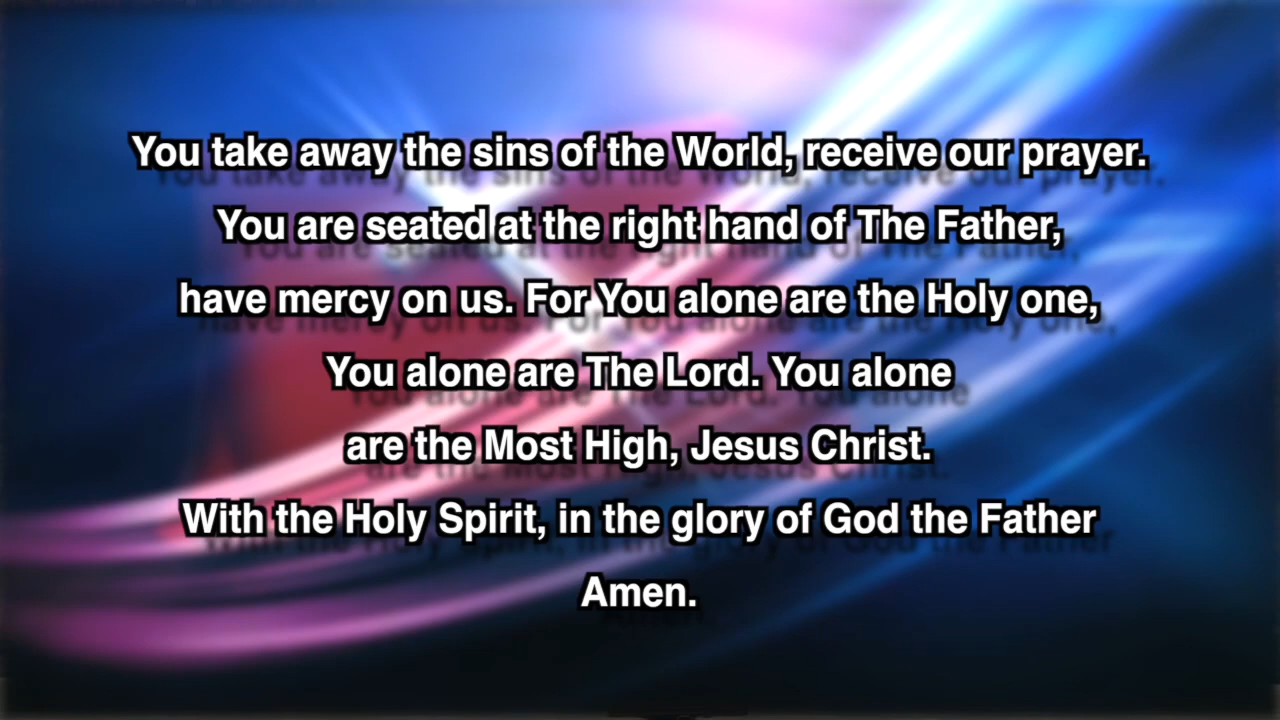 You take away the sins of the World, receive our prayer.
You are seated at the right hand of The Father,
have mercy on us. For You alone are the Holy one,
You alone are The Lord. You alone
are the Most High, Jesus Christ.
With the Holy Spirit, in the glory of God the Father
Amen.